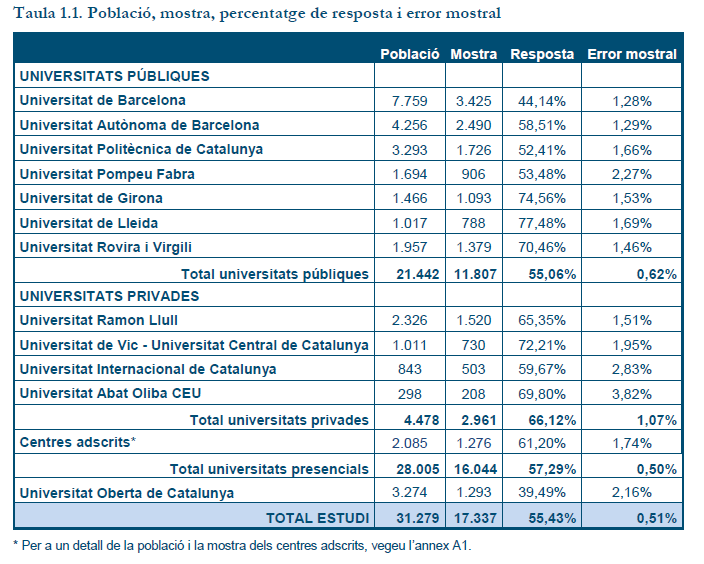 Taula 1.1. Població, mostra, percentatge de resposta i error mostral
Població Mostra Resposta Error mostral
UNIVERSITATS PÚBLIQUES
Universitat de Barcelona 7.759 3.425 44,14% 1,28%
Universitat Autònoma de Barcelona 4.256 2.490 58,51% 1,29%
Universitat Politècnica de Catalunya 3.293 1.726 52,41% 1,66%
Universitat Pompeu Fabra 1.694 906 53,48% 2,27%
Universitat de Girona 1.466 1.093 74,56% 1,53%
Universitat de Lleida 1.017 788 77,48% 1,69%
Universitat Rovira i Virgili 1.957 1.379 70,46% 1,46%
Total universitats públiques 21.442 11.807 55,06% 0,62%
UNIVERSITATS PRIVADES
Universitat Ramon Llull 2.326 1.520 65,35% 1,51%
Universitat de Vic - Universitat Central de Catalunya 1.011 730 72,21% 1,95%
Universitat Internacional de Catalunya 843 503 59,67% 2,83%
Universitat Abat Oliba CEU 298 208 69,80% 3,82%
Total universitats privades 4.478 2.961 66,12% 1,07%
Centres adscrits* 2.085 1.276 61,20% 1,74%
Total universitats presencials 28.005 16.044 57,29% 0,50%
Universitat Oberta de Catalunya 3.274 1.293 39,49% 2,16%
TOTAL ESTUDI 31.279 17.337 55,43% 0,51%
* Per a un detall de la població i la mostra dels centres adscrits, vegeu l'annex A1.